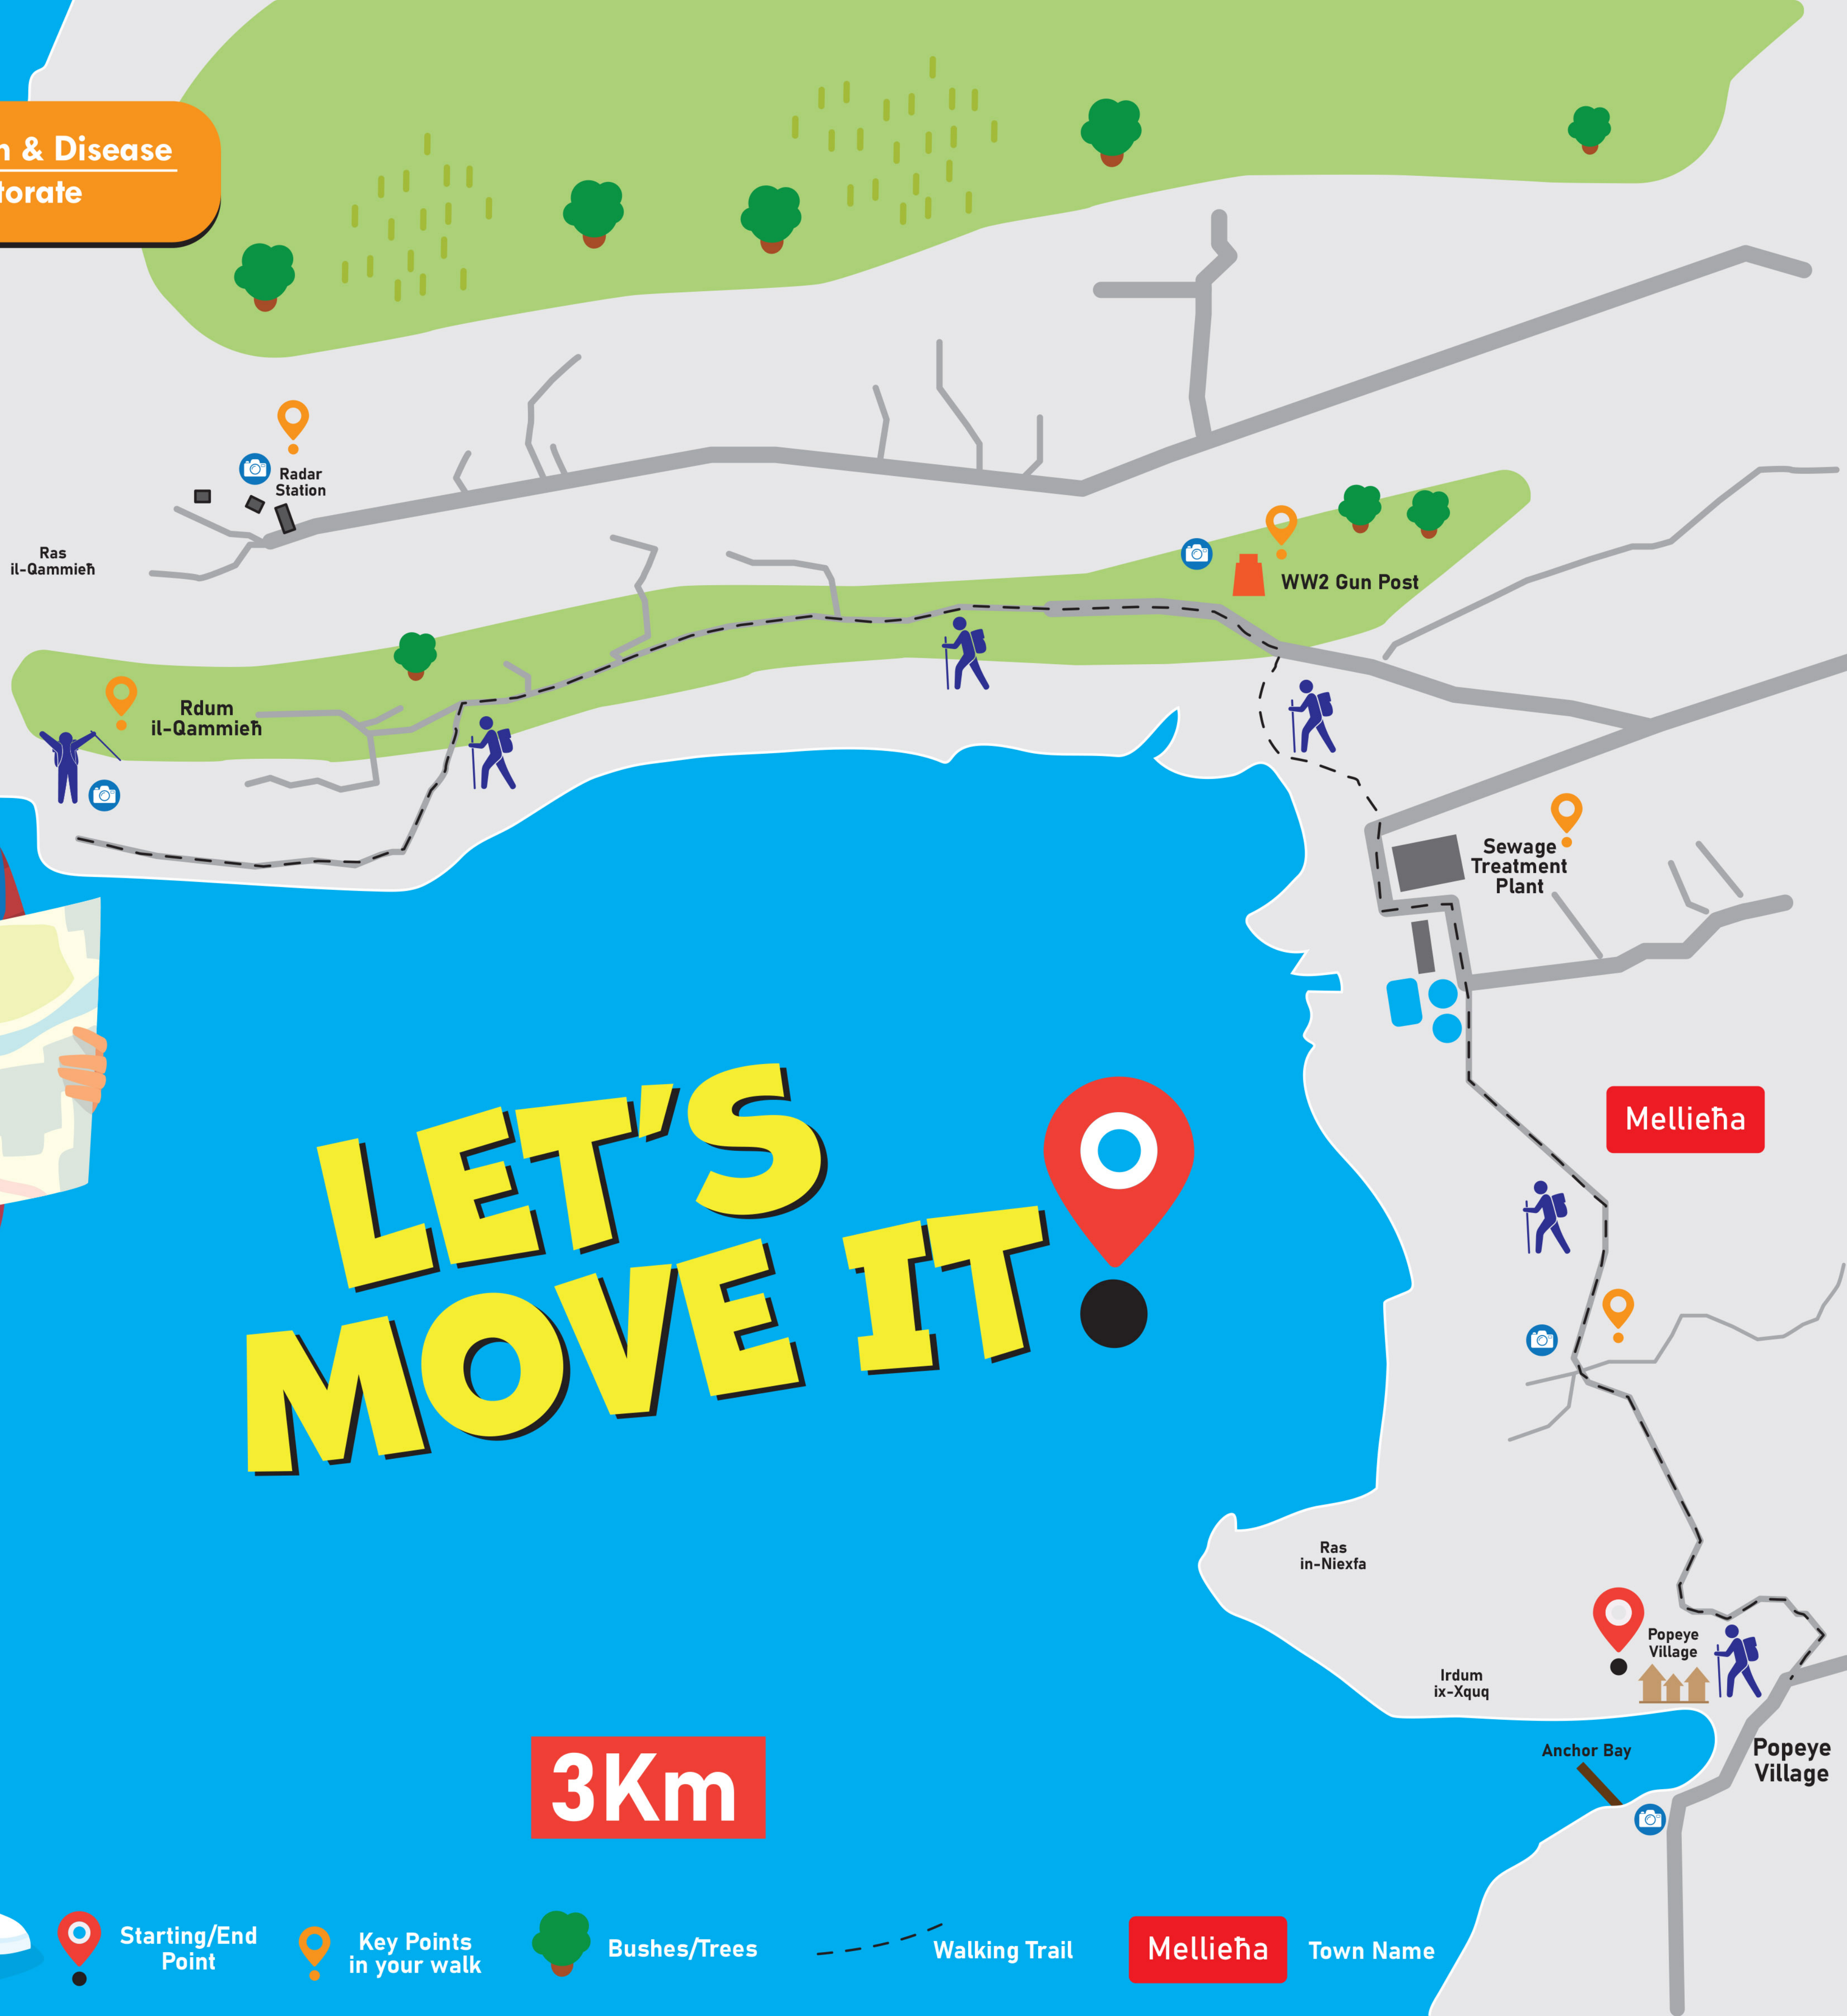 & Disease
Radar
Station
Ras
il-Qammieħ
WW2 Gun Post
Rdum
il-Qammieħ
Sewage
Treatment
Plant
LET'S
MOVE IT
Mellieħa
Ras
in-Niexfa
Popeye
Village
Irdum
ix-Xquq
Anchor Bay
Popeye
Village
3Km
Starting/End
Point
Key Points
in your walk
Bushes/Trees
Walking Trail
Mellieħa
Town Name